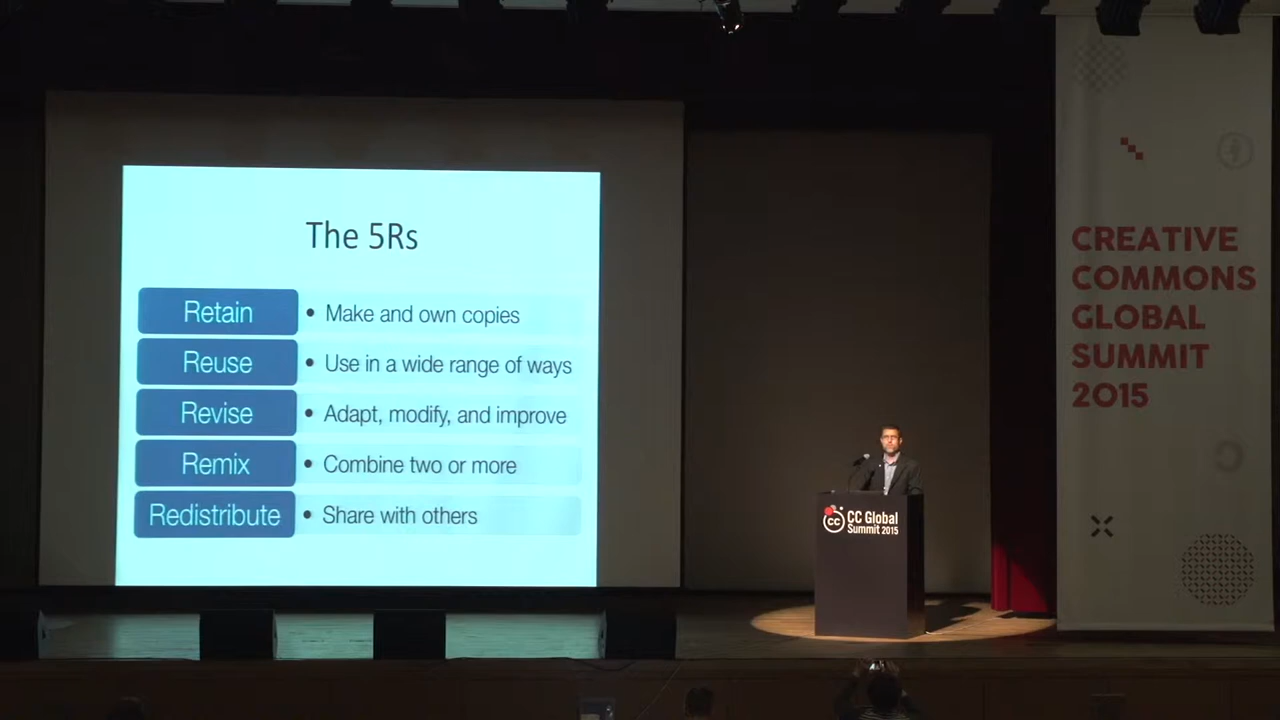 The 5Rs
Retain
• Make and own copies
Reuse
• Use in a wide range of ways
Revise
• Adapt, modify, and improve
Remix
• Combine two or more
Redistribute
• Share with others
cc
CC Global
Summit 2015
CREATIVE
COMMONS
GLOBAL
SUMMIT
2015